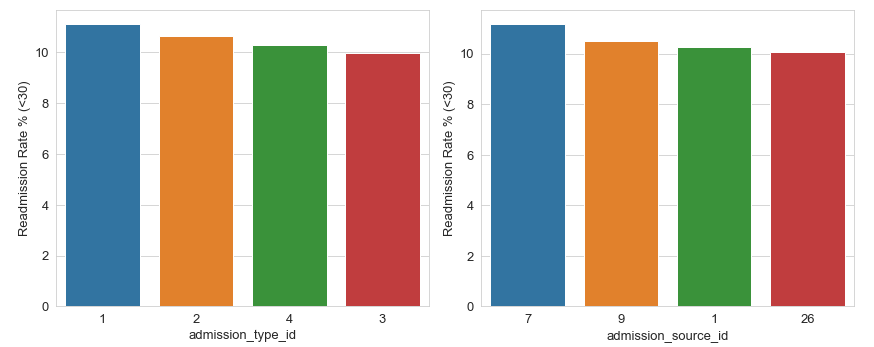 Readmission Rate % (<30)
10
8
6
4
2
0
1 2 4 3
admission_type_id
Readmission Rate % (<30)
10
8
6
4
2
0
7 9 1 26
admission_source_id